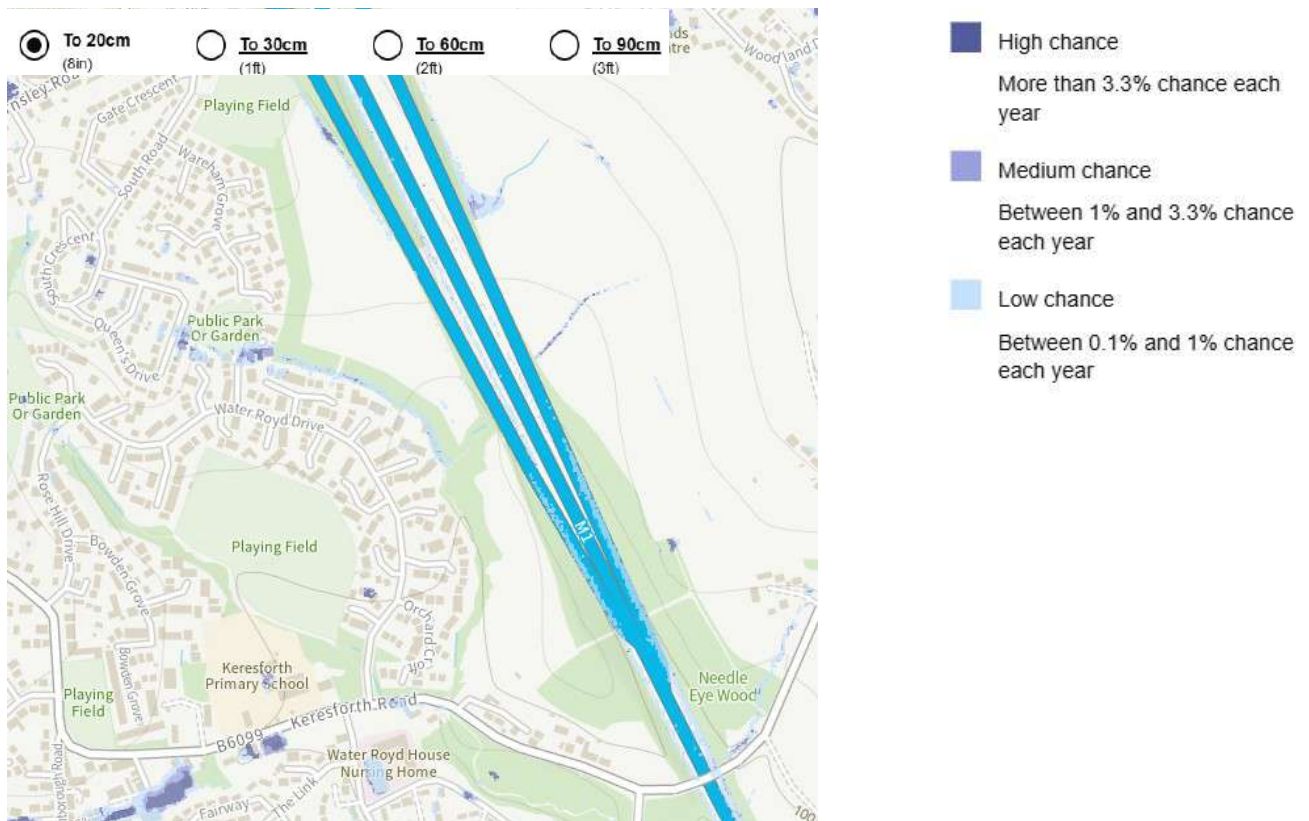 To 20cm
(8in)
To 30cm
(1ft)
To 60cm
(2ft)
To 90cm
(3ft)
Playing Field
Gate Crescent
South Road
Wareham Grove
South Crescent
Queen's Drive
Public Park
Or Garden
Public Park
Or Garden
Water Royd Drive
Rose Hill Drive
Bowden Grove
Bowden Grove
Playing Field
M1
Orchard Cr
oft
Keresforth
Primary School
Playing
Field
B6099
Keresforth Road
Needle
Eye Wood
Water Royd House
Nursing Home
Fairway
The Link
100
High chance
More than 3.3% chance each
year
Medium chance
Between 1% and 3.3% chance
each year
Low chance
Between 0.1% and 1% chance
each year